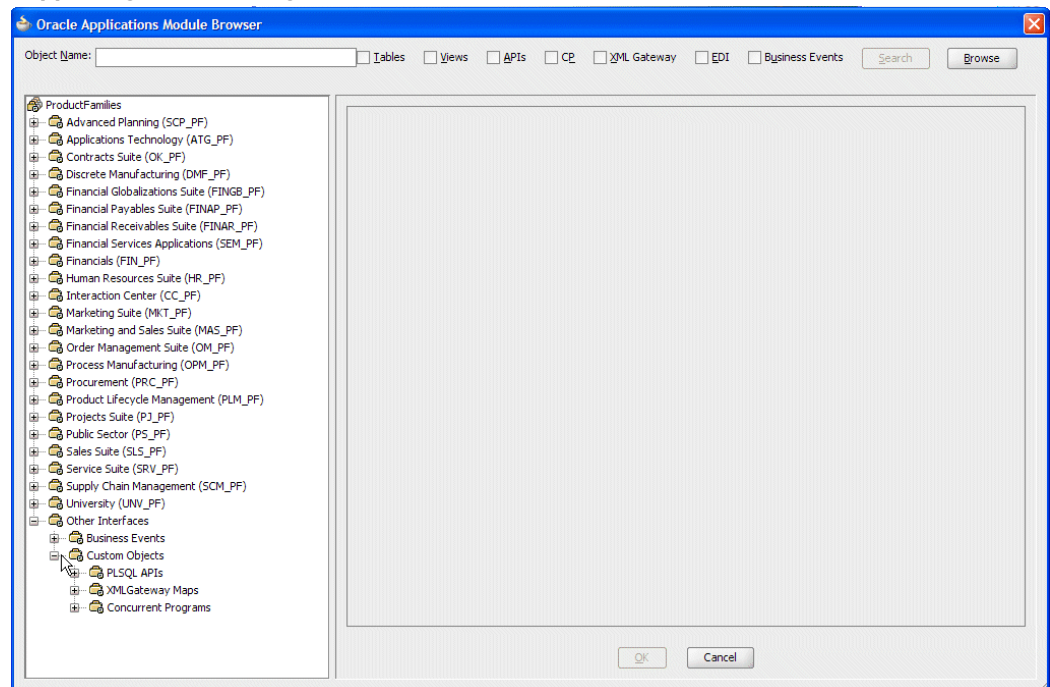 Oracle Applications Module Browser
Object Name: Tables Views APIs CP XML Gateway EDI Business Events Search Browse
ProductFamilies
Advanced Planning (SCP_PF)
Applications Technology (ATG_PF)
Contracts Suite (OK_PF)
Discrete Manufacturing (DMF_PF)
Financial Globalizations Suite (FINGB_PF)
Financial Payables Suite (FINAP_PF)
Financial Receivables Suite (FINAR_PF)
Financial Services Applications (SEM_PF)
Financials (FIN_PF)
Human Resources Suite (HR_PF)
Interaction Center (CC_PF)
Marketing Suite (MKT_PF)
Marketing and Sales Suite (MAS_PF)
Order Management Suite (OM_PF)
Process Manufacturing (OPM_PF)
Procurement (PRC_PF)
Product Lifecycle Management (PLM_PF)
Projects Suite (PJ_PF)
Public Sector (PS_PF)
Sales Suite (SLS_PF)
Service Suite (SRV_PF)
Supply Chain Management (SCM_PF)
University (UNV_PF)
Other Interfaces
Business Events
Custom Objects
PLSQL APIs
XMLGateway Maps
Concurrent Programs
OK Cancel